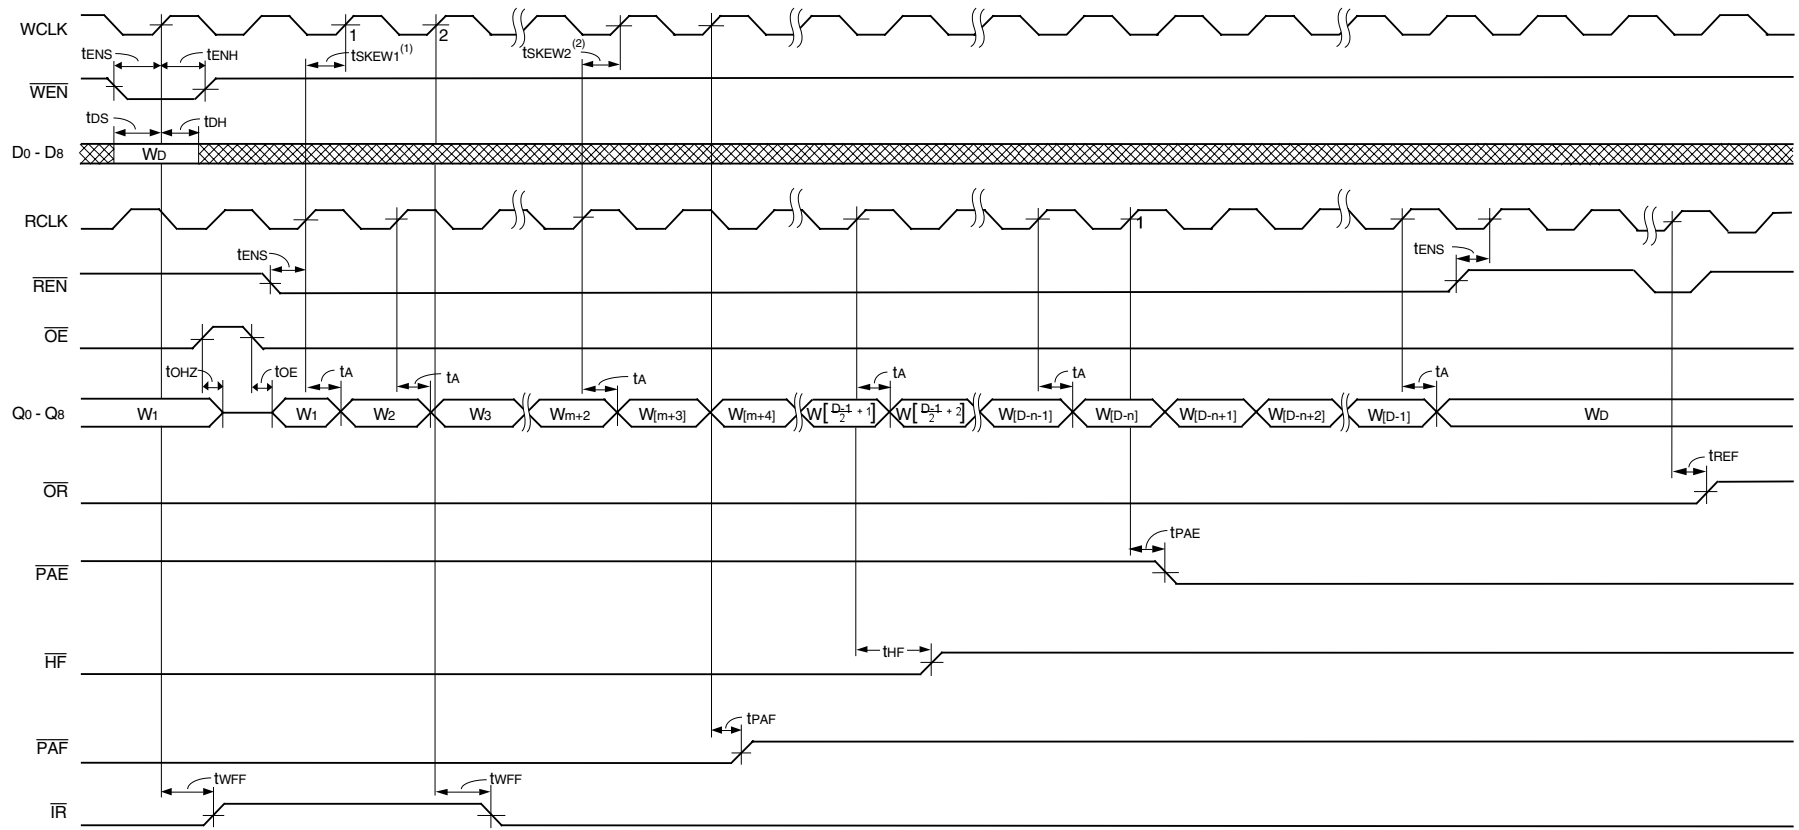 WCLK
1
2
tENS
tENH
tSKEW1(1)
tSKEW2(2)
WEN
tDS
tDH
D0 - D8
WD
RCLK
1
tENS
tENS
REN
OE
tOHZ
tOE
tA
tA
tA
tA
tA
tA
Q0 - Q8
W1
W1
W2
W3
Wm+2
W[m+3]
W[m+4]
W[D-1/2 + 1]
W[D-1/2 + 2]
W[D-n-1]
W[D-n]
W[D-n+1]
W[D-n+2]
W[D-1]
WD
tREF
OR
tPAE
PAE
tHF
HF
tPAF
PAF
tWFF
tWFF
IR